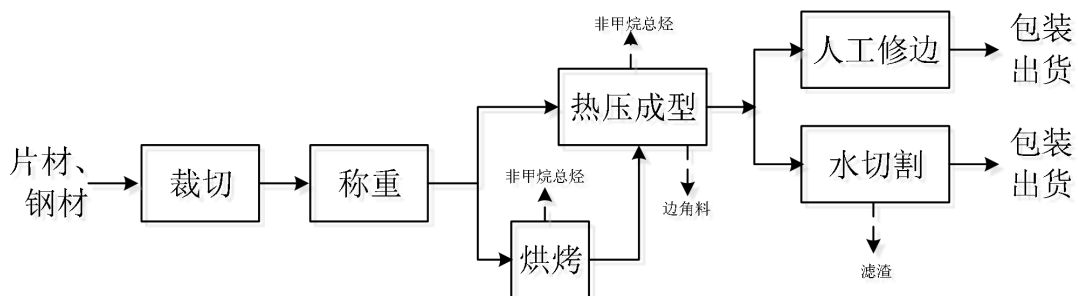 片材、
钢材
裁切
称重
非甲烷总烃
烘烤
非甲烷总烃
热压成型
边角料
人工修边
包装
出货
水切割
包装
出货
滤渣